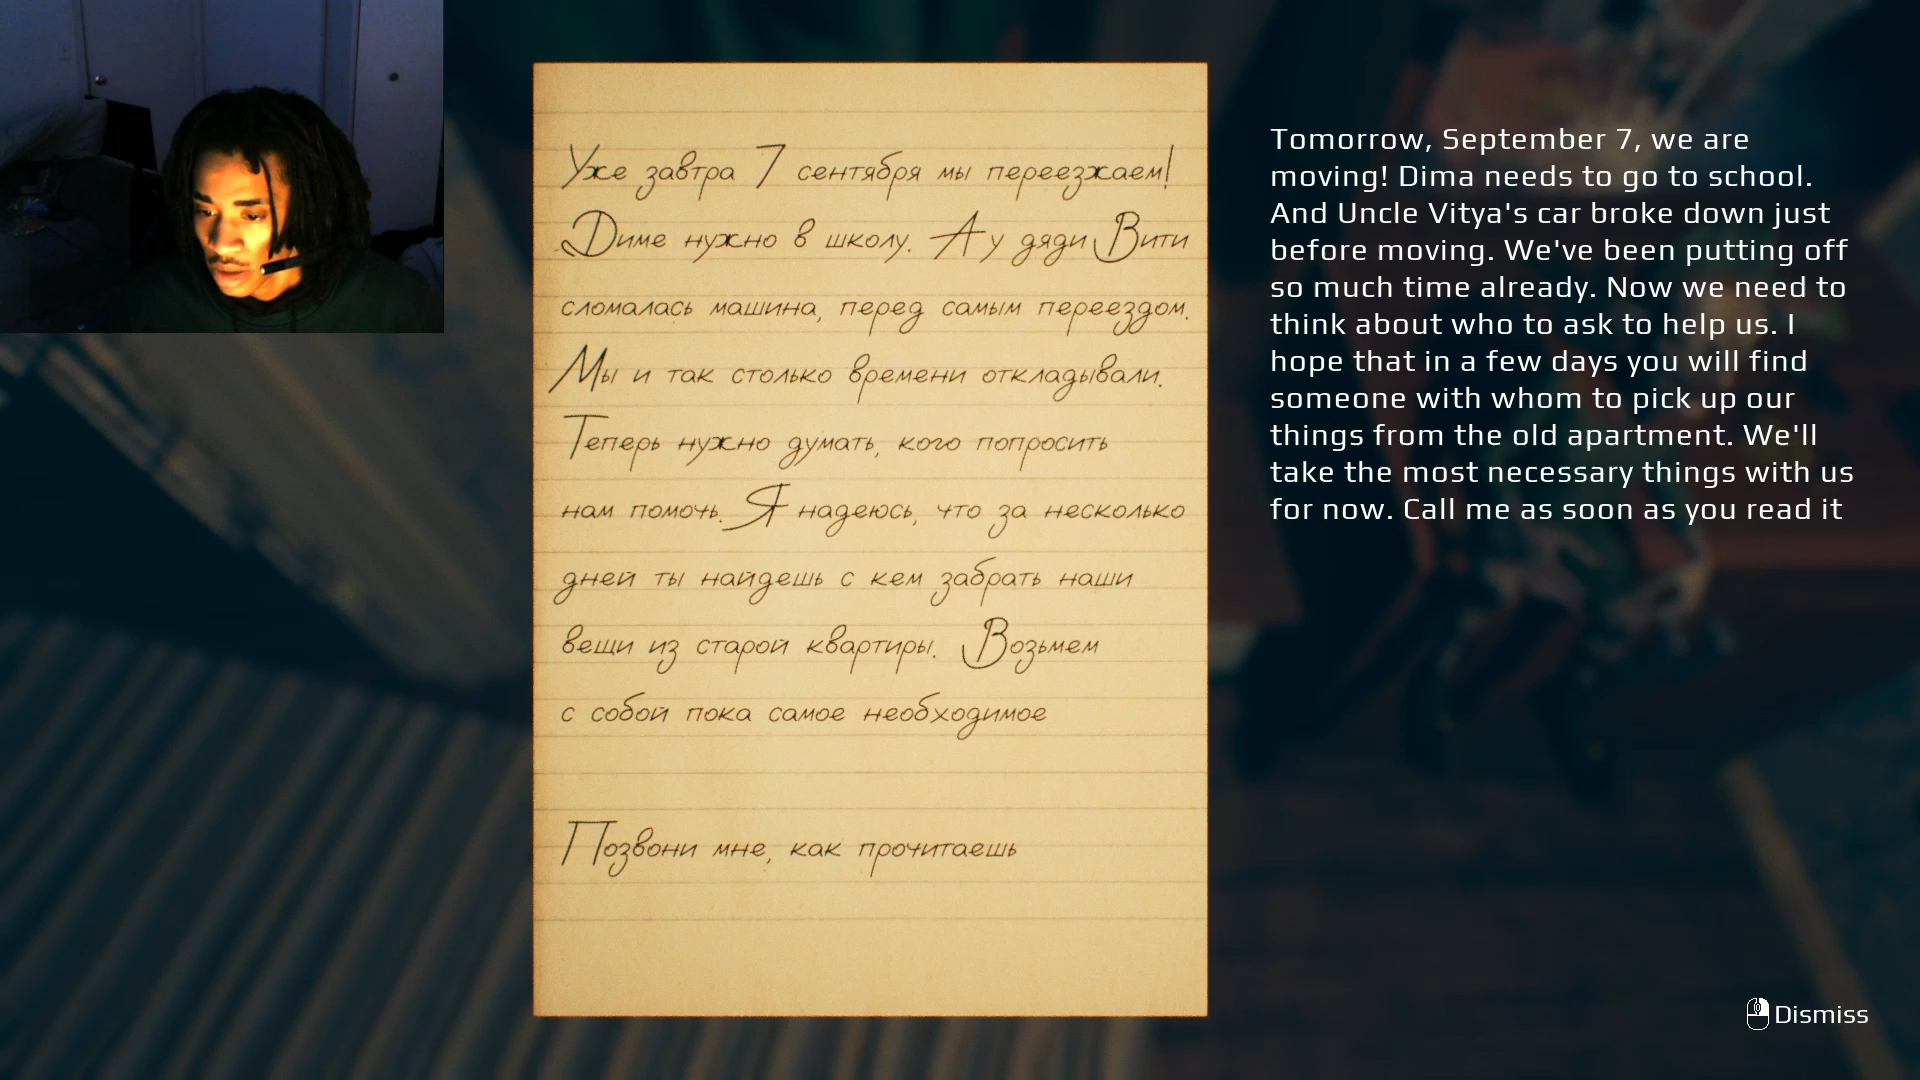 Уже завтра 7 сентября мы переезжаем!
Диме нужно в школу. А у дяди Вити
сломалась машина, перед самым переездом.
Мы и так столько времени откладывали.
Теперь нужно думать, кого попросить
нам помочь. Я надеюсь, что за несколько
дней ты найдешь с кем забрать наши
вещи из старой квартиры. Возьмем
с собой пока самое необходимое
Позвони мне, как прочитаешь
Tomorrow, September 7, we are
moving! Dima needs to go to school.
And Uncle Vitya's car broke down just
before moving. We've been putting off
so much time already. Now we need to
think about who to ask to help us. I
hope that in a few days you will find
someone with whom to pick up our
things from the old apartment. We'll
take the most necessary things with us
for now. Call me as soon as you read it
Dismiss